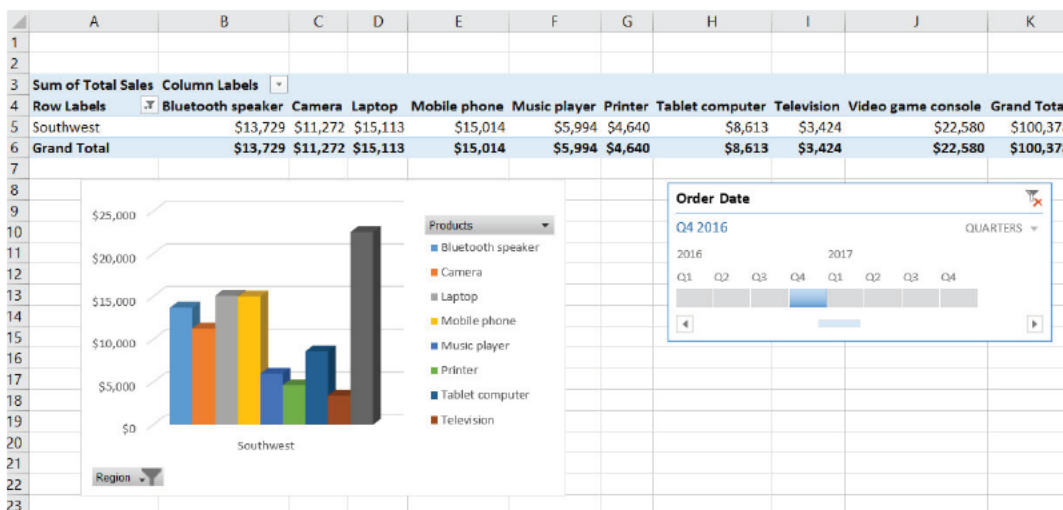 A B C D E F G H I J K
1
2
3 Sum of Total Sales Column Labels
4 Row Labels Bluetooth speaker Camera Laptop Mobile phone Music player Printer Tablet computer Television Video game console Grand Tota
5 Southwest $13,729 $11,272 $15,113 $15,014 $5,994 $4,640 $8,613 $3,424 $22,580
6 Grand Total $13,729 $11,272 $15,113 $15,014 $5,994 $4,640 $8,613 $3,424 $22,580
7
8
9
10
11
12
13
14
15
16
17
18
19
20
21
22
23
$25,000
$20,000
$15,000
$10,000
$5,000
$0
Southwest
Region
Products
Bluetooth speaker
Camera
Laptop
Mobile phone
Music player
Printer
Tablet computer
Television
Order Date
Q4 2016 QUARTERS
2016 2017
Q1 Q2 Q3 Q4 Q1 Q2 Q3 Q4